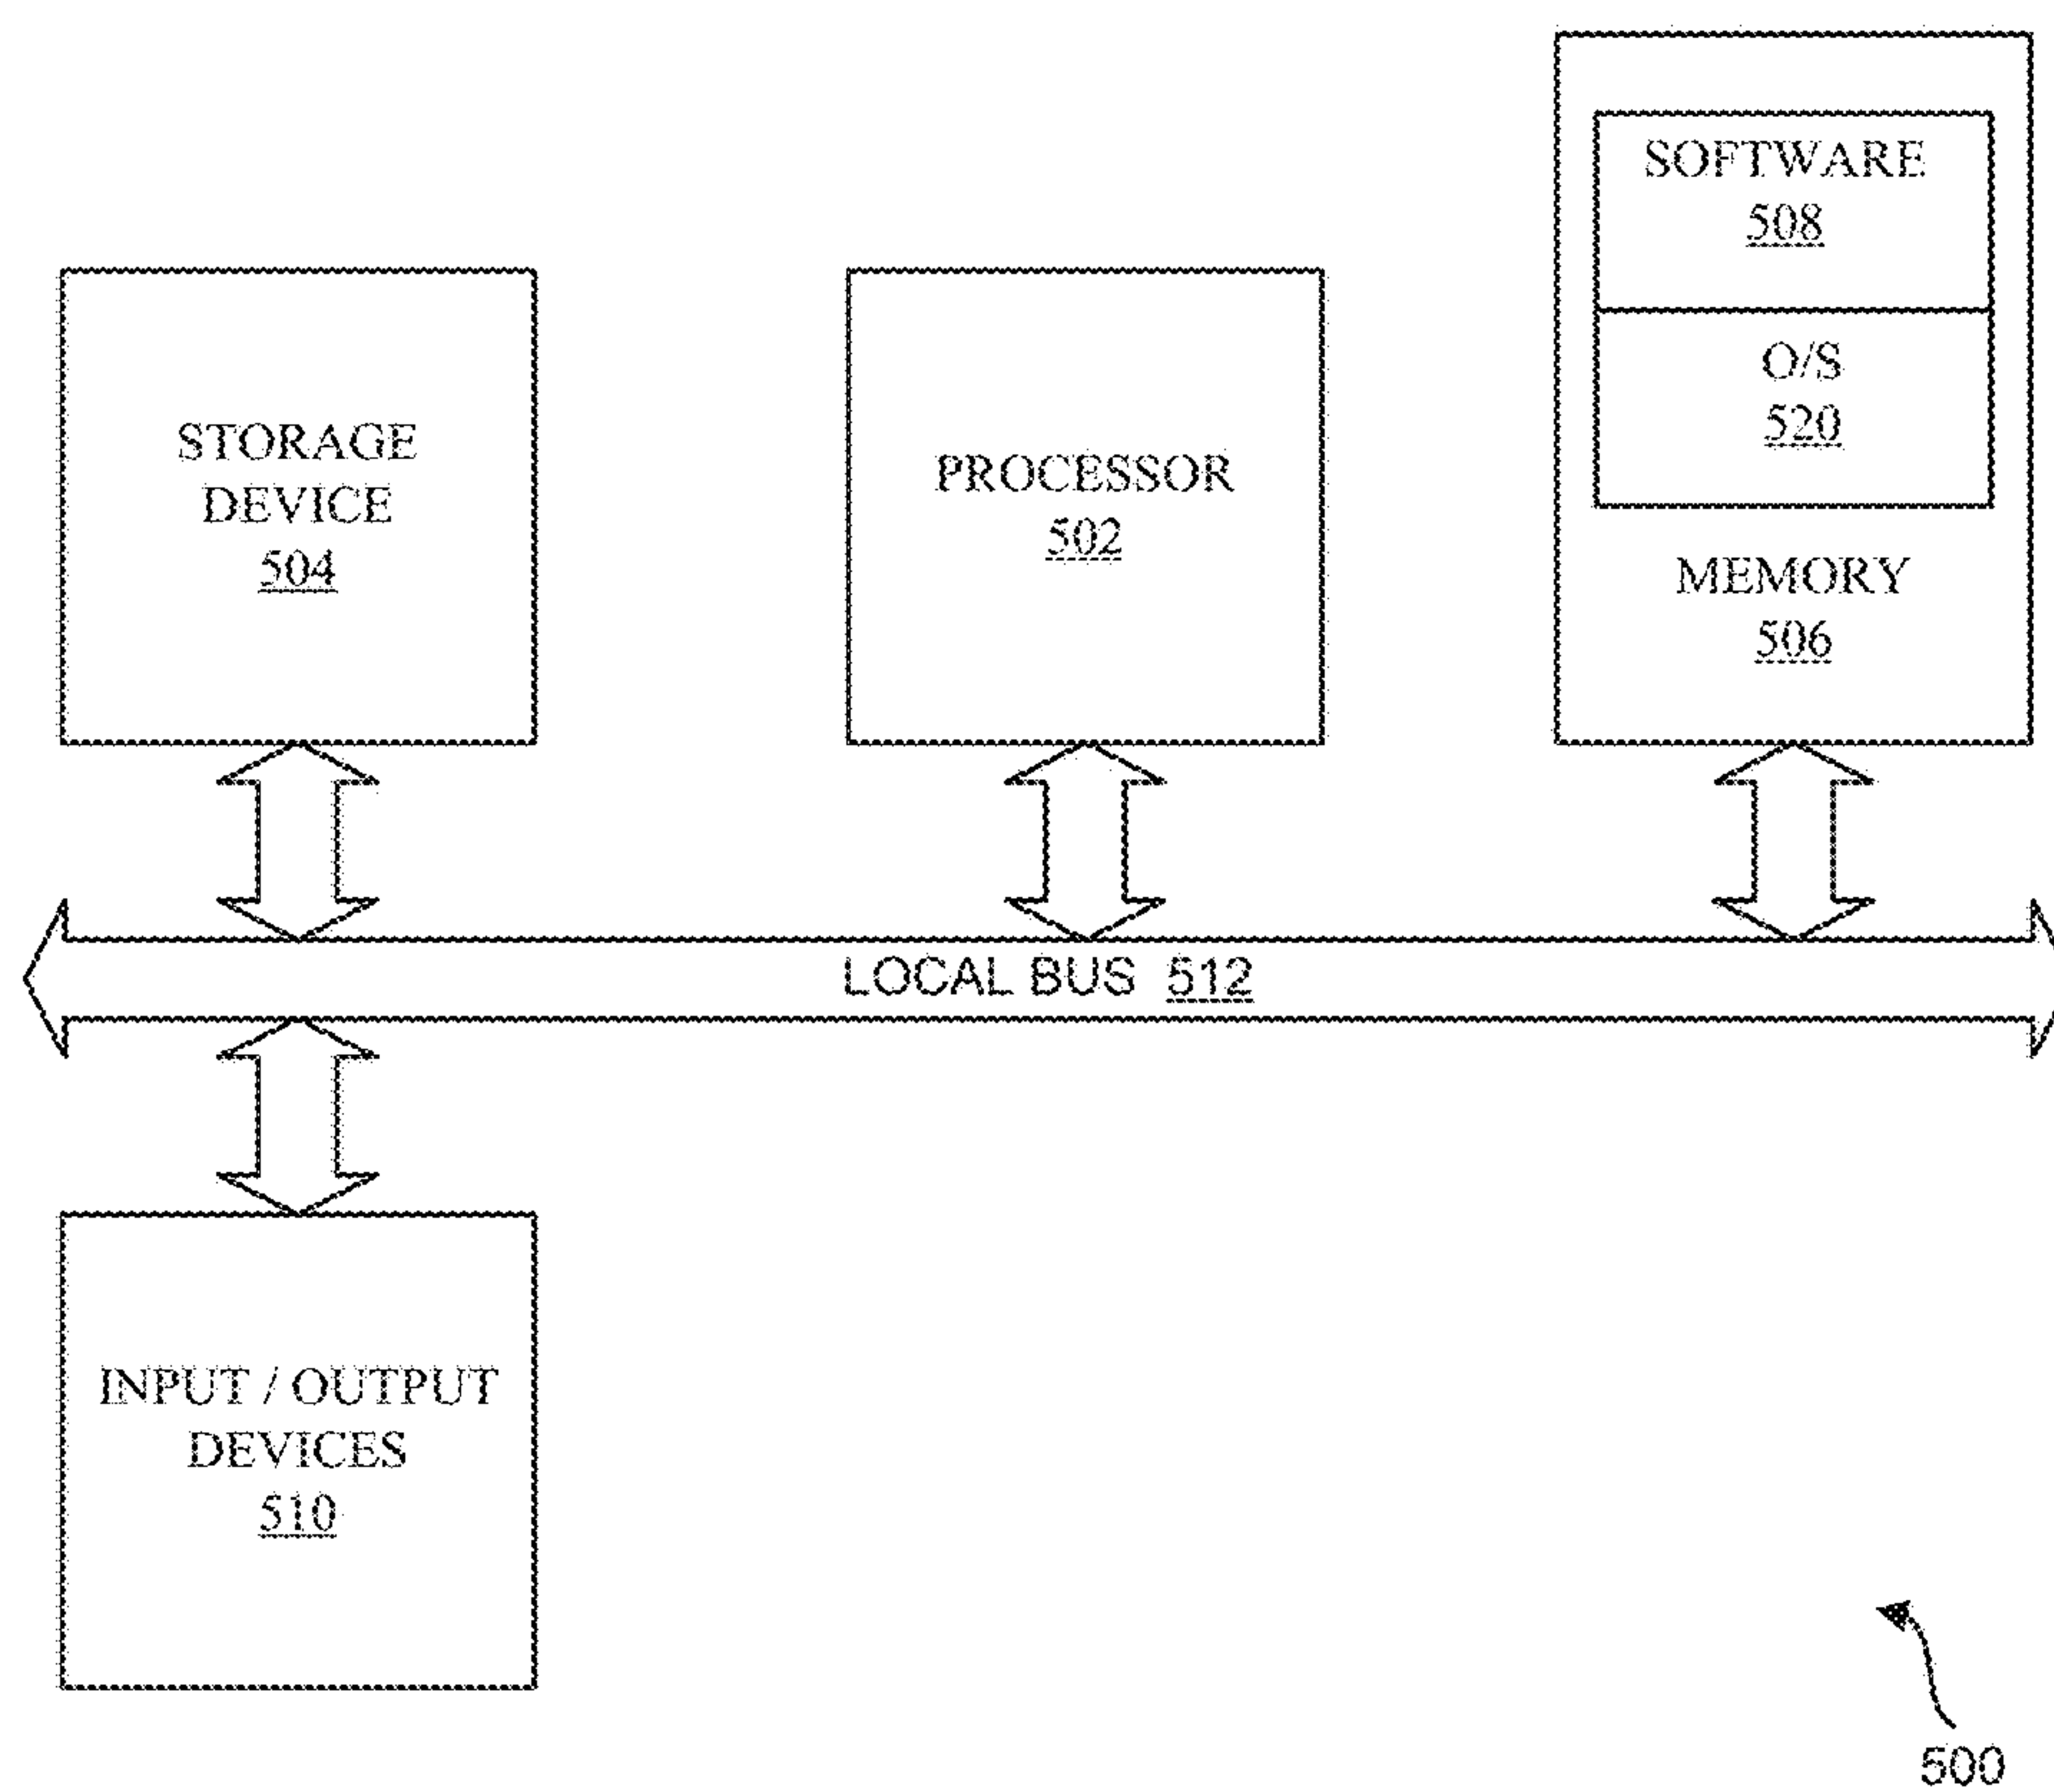 SOFTWARE
508
O/S
520
MEMORY
506
STORAGE
DEVICE
504
PROCESSOR
502
LOCAL BUS 512
INPUT / OUTPUT
DEVICES
510
500